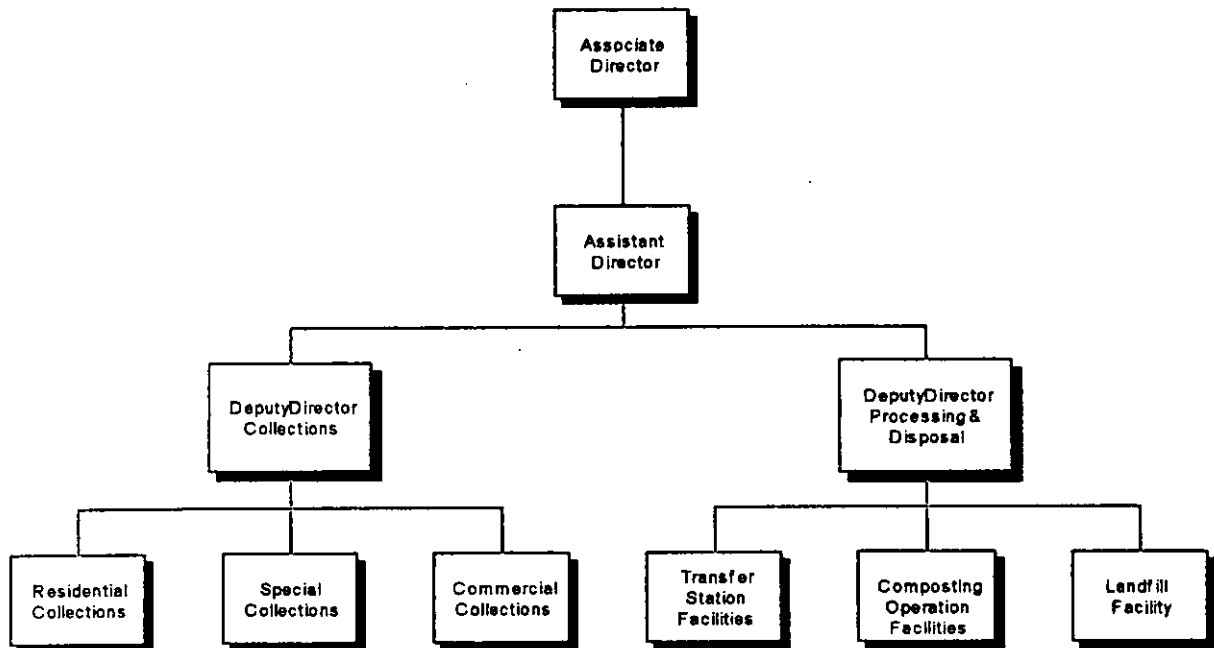 Associate
Director
Assistant
Director
DeputyDirector
Collections
DeputyDirector
Processing &
Disposal
Residential
Collections
Special
Collections
Commercial
Collections
Transfer
Station
Facilities
Composting
Operation
Facilities
Landfill
Facility